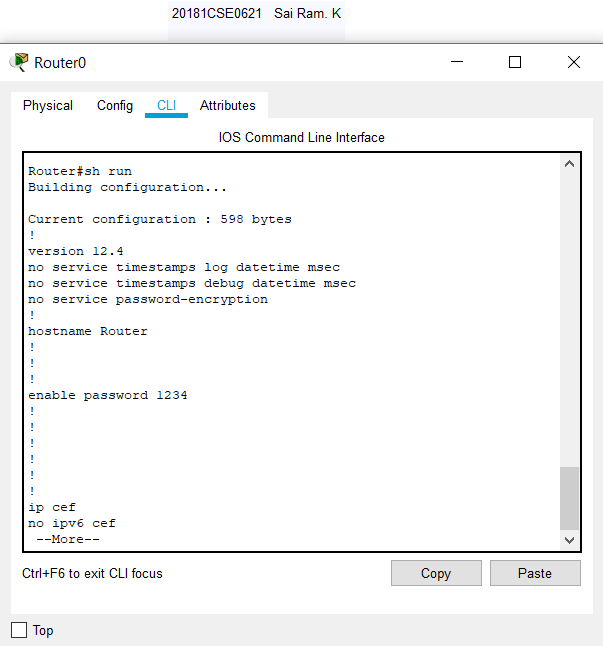 20181CSE0621 Sai Ram. K
Router0
Physical Config CLI Attributes
IOS Command Line Interface
Router#sh run
Building configuration...
Current configuration : 598 bytes
!
version 12.4
no service timestamps log datetime msec
no service timestamps debug datetime msec
no service password-encryption
!
hostname Router
!
!
!
enable password 1234
!
!
!
!
!
!
ip cef
no ipv6 cef
--More--
Ctrl+F6 to exit CLI focus
Copy Paste
Top